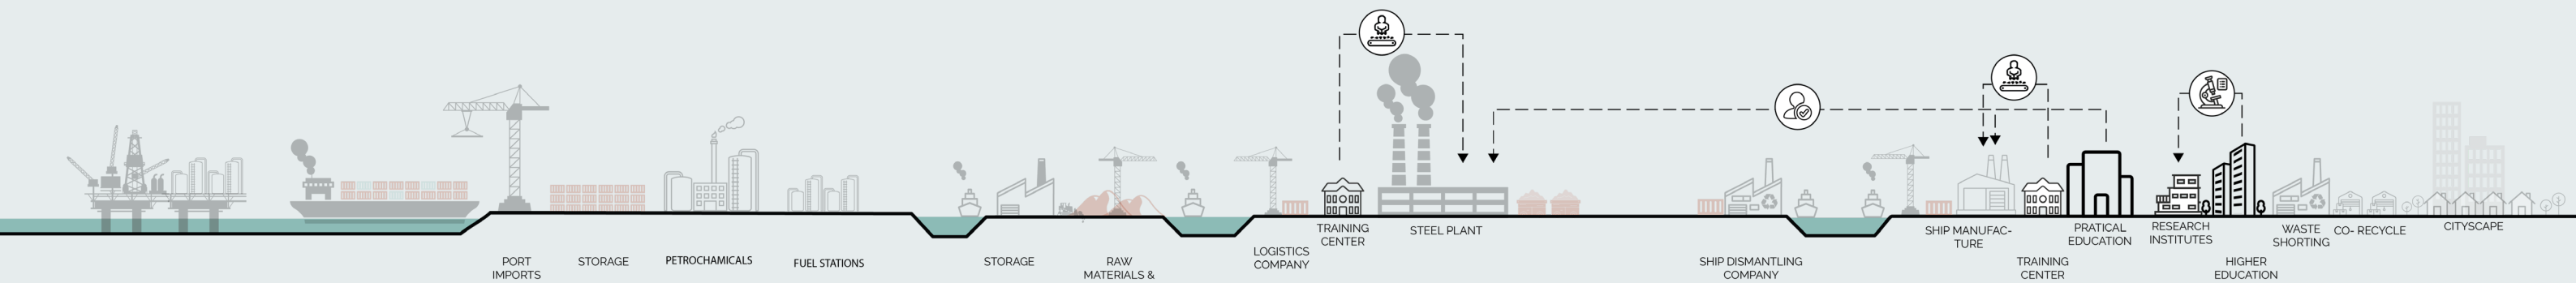 PORT
IMPORTS
STORAGE
PETROCHAMICALS
FUEL STATIONS
STORAGE
RAW
MATERIALS &
LOGISTICS
COMPANY
TRAINING
CENTER
STEEL PLANT
SHIP DISMANTLING
COMPANY
SHIP MANUFAC-
TURE
TRAINING
CENTER
PRATICAL
EDUCATION
RESEARCH
INSTITUTES
HIGHER
EDUCATION
WASTE
SHORTING
CO- RECYCLE
CITYSCAPE